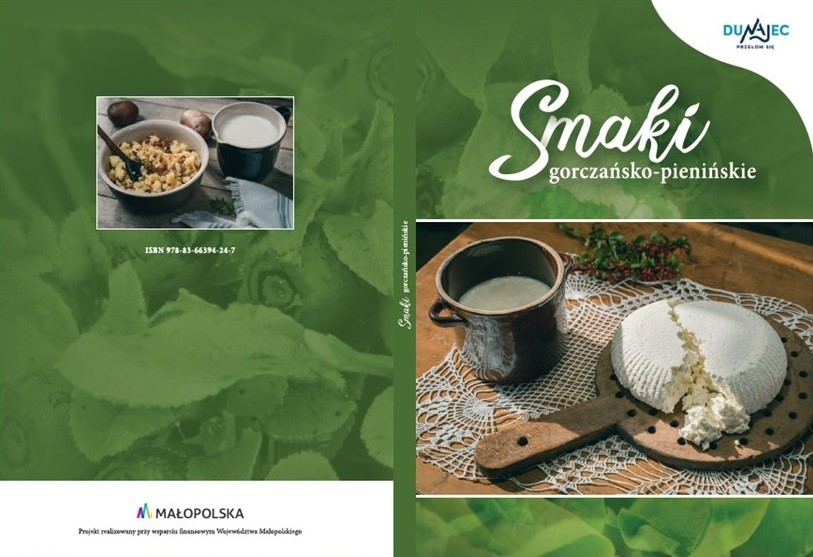 ISBN 978-83-66394-24-7
MAŁOPOLSKA
Projekt realizowany przy wsparciu finansowym Województwa Małopolskiego
Smaki gorczańsko-pienińskie
DUNAJEC
PRZEŁOM SIĘ
Smaki
gorczańsko-pienińskie